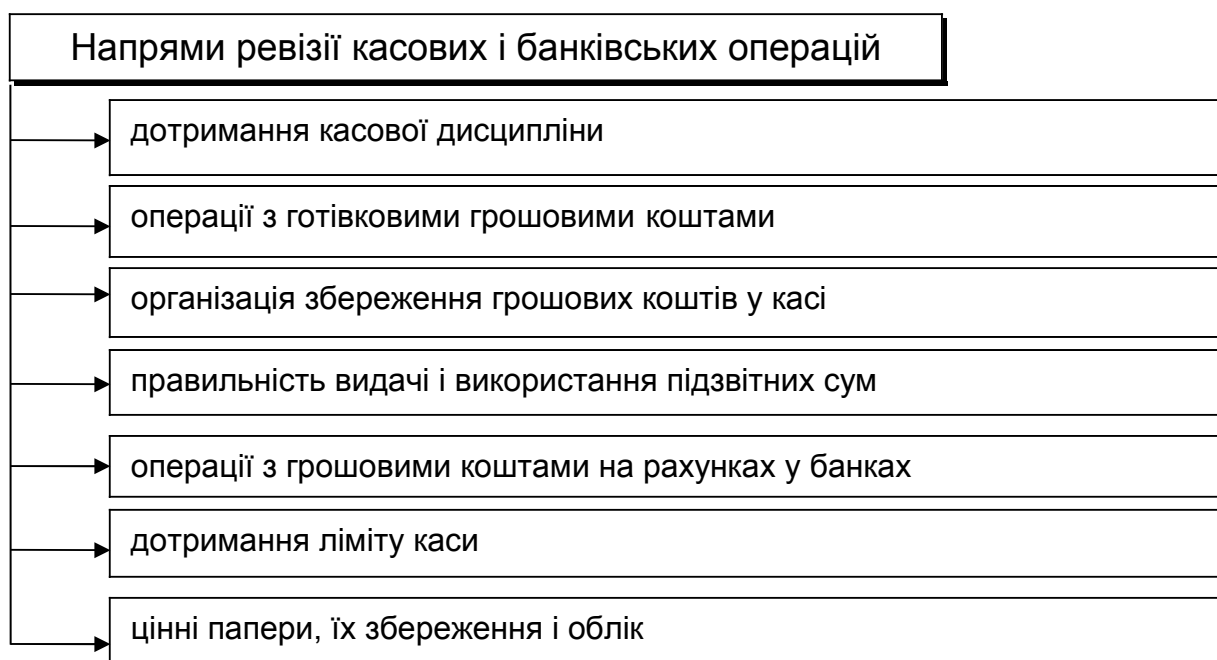 Напрями ревізії касових і банківських операцій
дотримання касової дисципліни
операції з готівковими грошовими коштами
організація збереження грошових коштів у касі
правильність видачі і використання підзвітних сум
операції з грошовими коштами на рахунках у банках
дотримання ліміту каси
цінні папери, їх збереження і облік